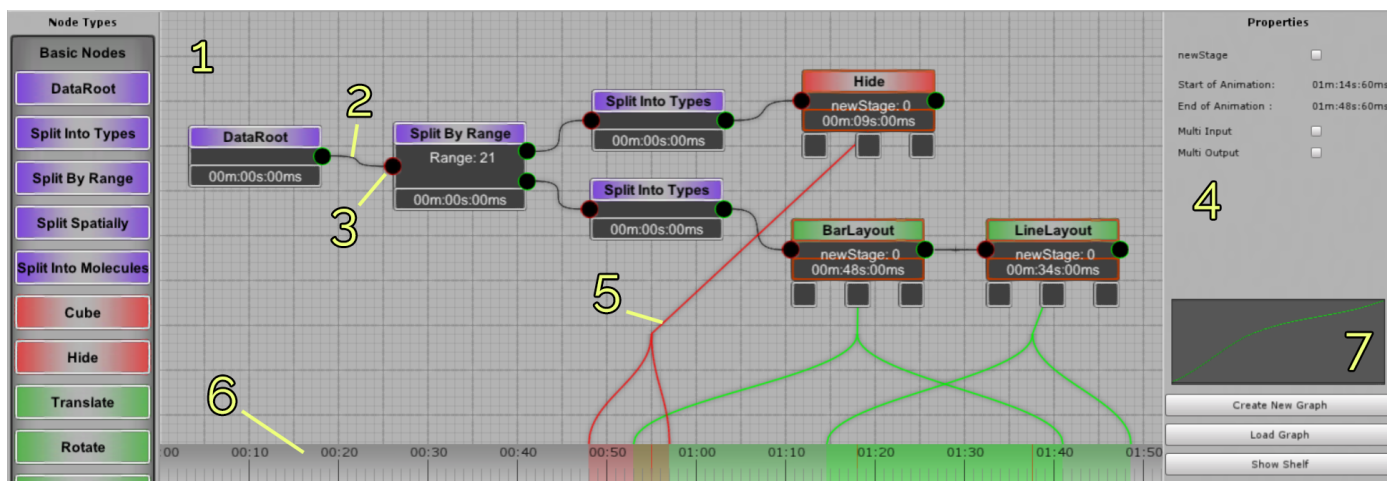 Node Types
Basic Nodes
DataRoot
Split Into Types
Split By Range
Split Spatially
Split Into Molecules
Cube
Hide
Translate
Rotate
1
2
3
DataRoot
00m:00s:00ms
Split By Range
Range: 21
00m:00s:00ms
Split Into Types
00m:00s:00ms
Split Into Types
00m:00s:00ms
Hide
newStage: 0
00m:09s:00ms
BarLayout
newStage: 0
00m:48s:00ms
LineLayout
newStage: 0
00m:34s:00ms
5
6
:00 00:10 00:20 00:30 00:40 00:50 01:00 01:10 01:20 01:30 01:40 01:50
Properties
newStage
Start of Animation: 01m:14s:60ms
End of Animation : 01m:48s:60ms
Multi Input
Multi Output
4
7
Create New Graph
Load Graph
Show Shelf